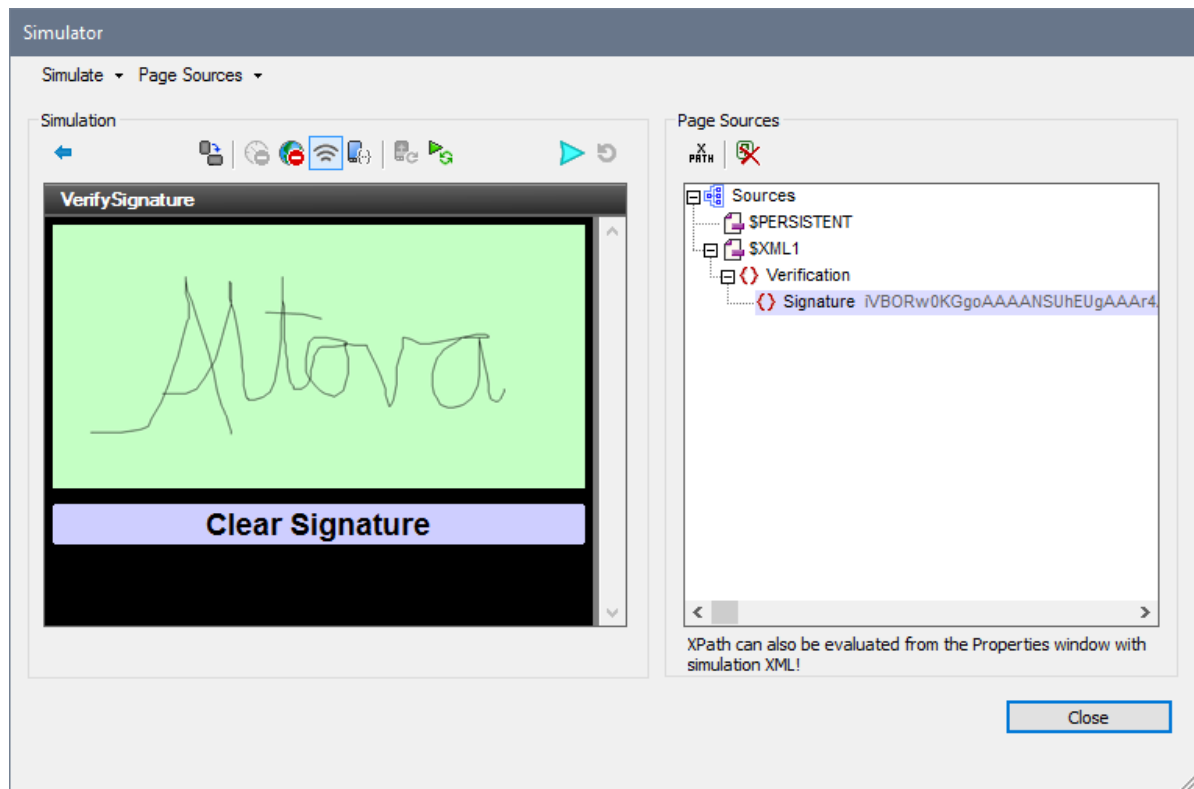 Simulator
Simulate Page Sources
Simulation
VerifySignature
Altova
Clear Signature
Page Sources
X
PATH
Sources
$PERSISTENT
$XML1
Verification
Signature iVBORw0KGgoAAAANSUhEUgAAAr4
XPath can also be evaluated from the Properties window with
simulation XML!
Close